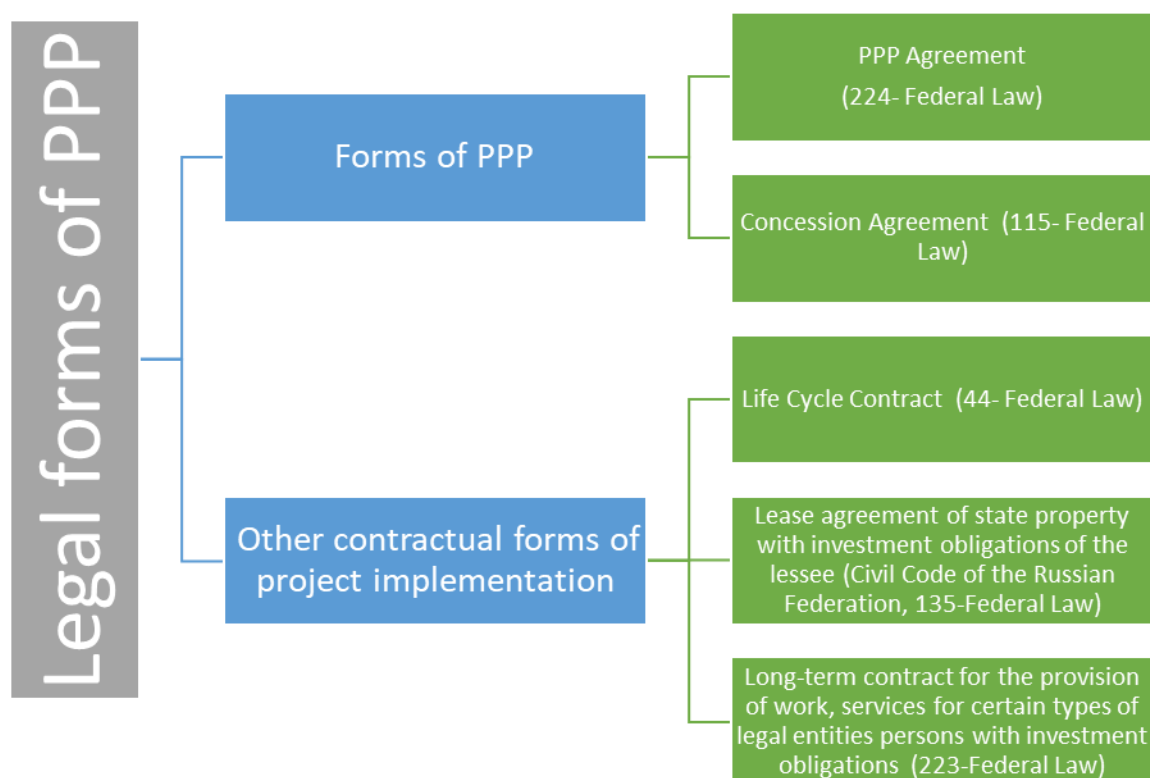 Legal forms of PPP
Forms of PPP
PPP Agreement
(224- Federal Law)
Concession Agreement (115- Federal
Law)
Other contractual forms of
project implementation
Life Cycle Contract (44- Federal Law)
Lease agreement of state property
with investment obligations of the
lessee (Civil Code of the Russian
Federation, 135-Federal Law)
Long-term contract for the provision
of work, services for certain types of
legal entities persons with investment
obligations (223-Federal Law)